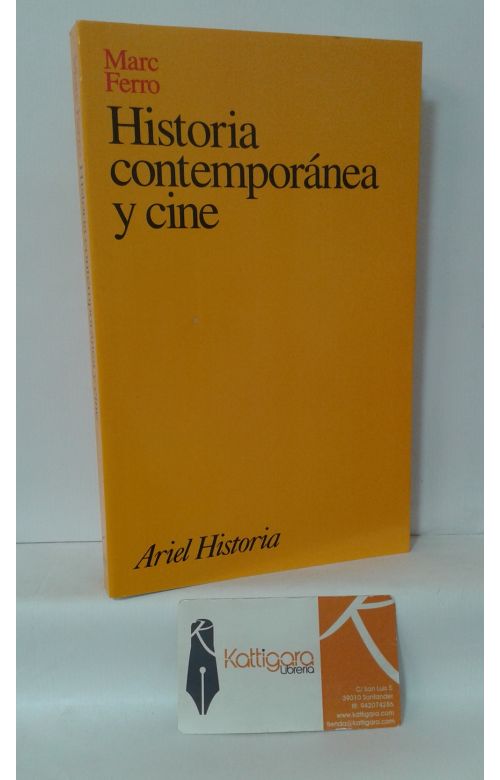 Marc
Ferro
Historia
contemporánea
y cine
Ariel Historia
Kattigara
Librería
C/ San Luis 5
39010 Santander
tlf. 942074286
www.kattigara.com
tienda@kattigara.com